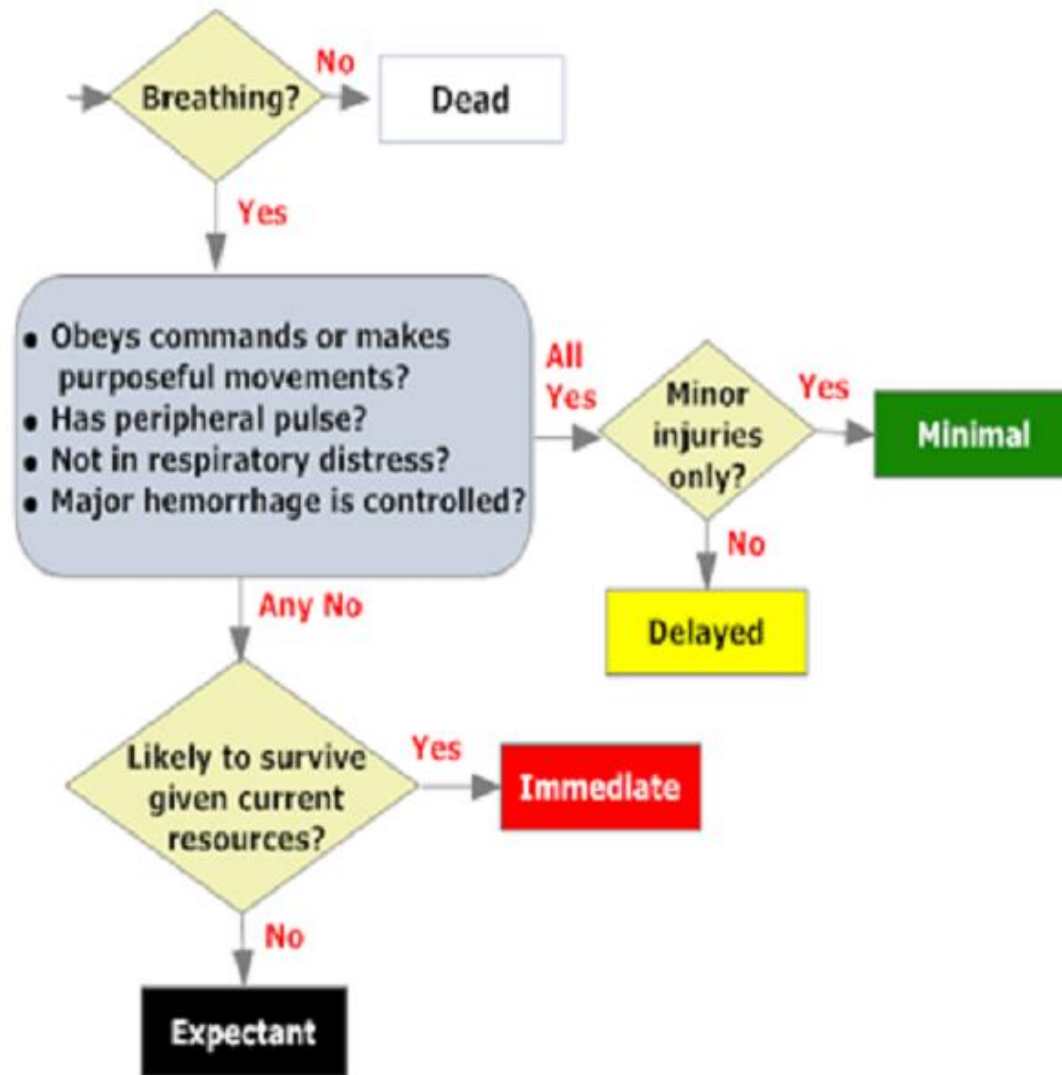 Breathing?
No
Dead
Yes
• Obeys commands or makes
purposeful movements?
• Has peripheral pulse?
• Not in respiratory distress?
• Major hemorrhage is controlled?
All
Yes
Minor
injuries
only?
Yes
Minimal
No
Delayed
Any No
Likely to survive
given current
resources?
Yes
Immediate
No
Expectant